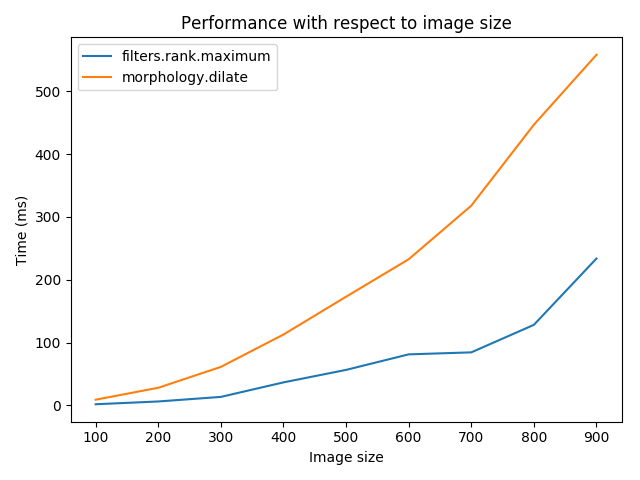 Performance with respect to image size
filters.rank.maximum
morphology.dilate
Time (ms)
500
400
300
200
100
0
100 200 300 400 500 600 700 800 900
Image size